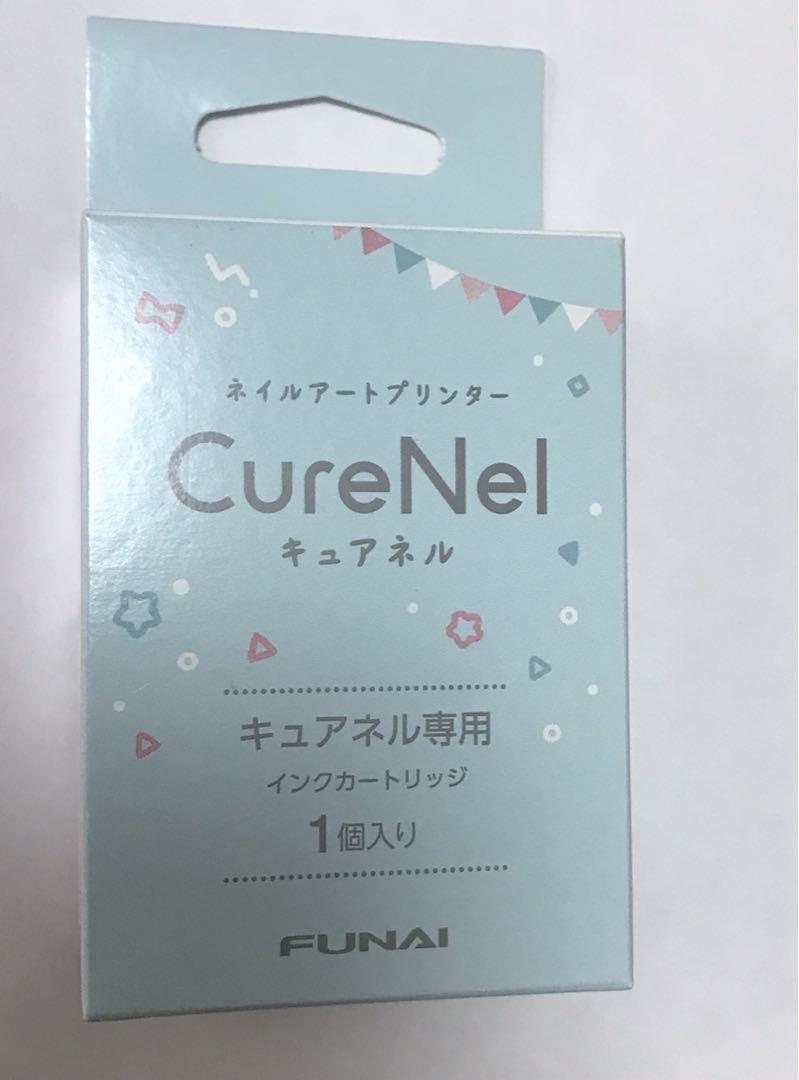 ネイルアートプリンター
CureNel
キュアネル
キュアネル専用
インクカートリッジ
1個入り
FUNAI